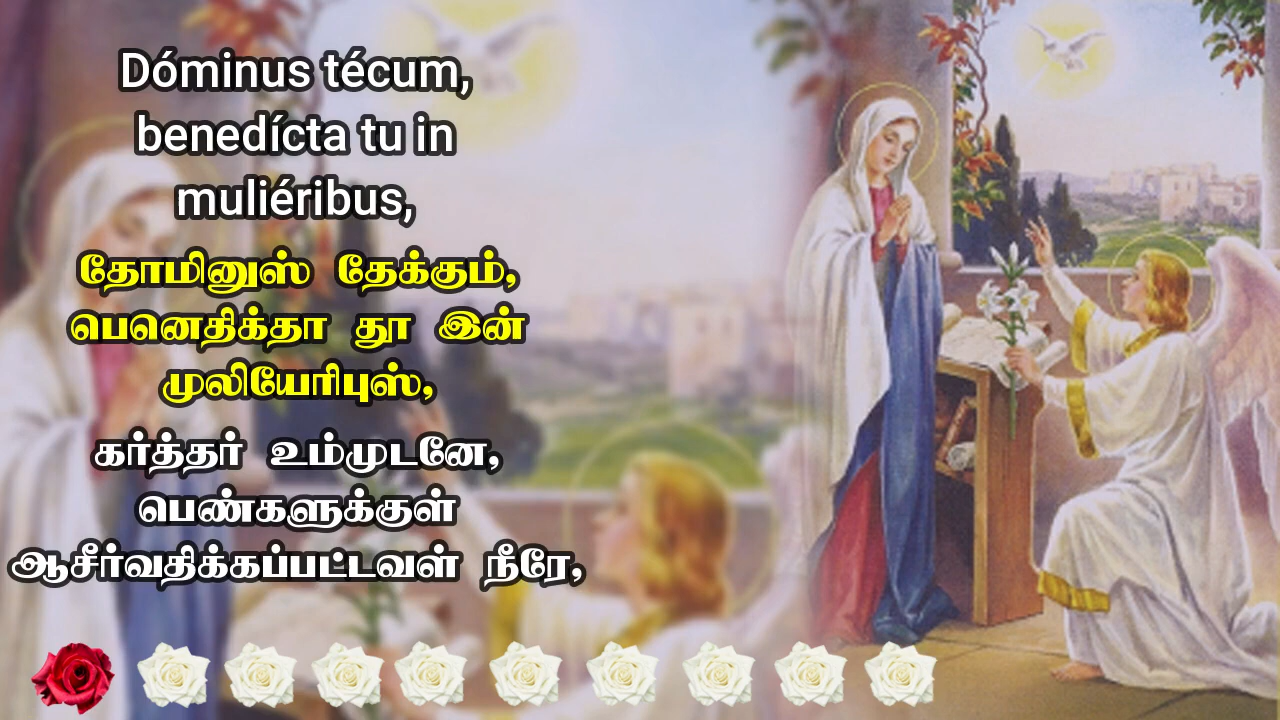 Dóminus técum,
benedícta tu in
muliéribus,
தோமினுஸ் தேக்கும்,
பெனெதிக்தா தூ இன்
முலியேரிபுஸ்,
கர்த்தர் உம்முடனே,
பெண்களுக்குள்
ஆசீர்வதிக்கப்பட்டவள் நீரே,